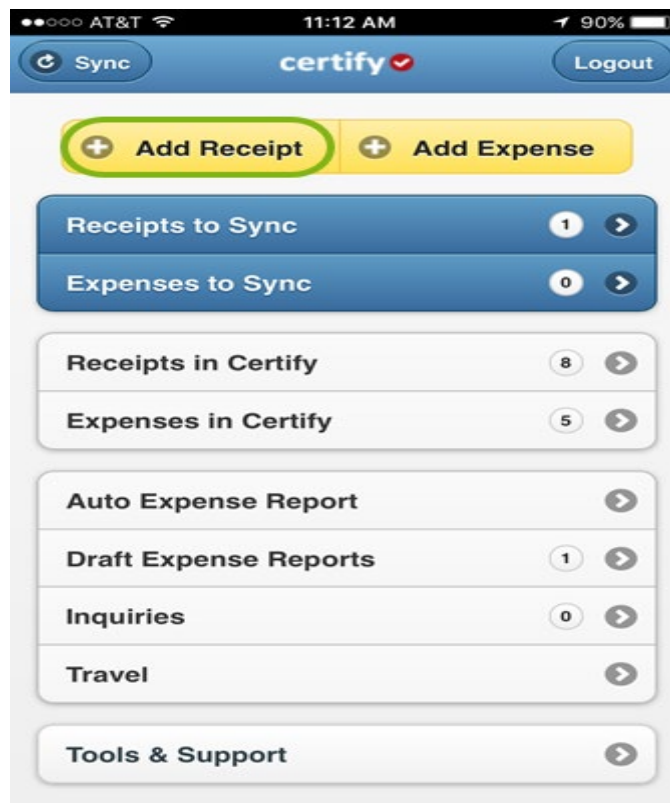 AT&T 11:12 AM 90%
Sync certify Logout
Add Receipt Add Expense
Receipts to Sync 1
Expenses to Sync 0
Receipts in Certify 8
Expenses in Certify 5
Auto Expense Report
Draft Expense Reports 1
Inquiries 0
Travel
Tools & Support